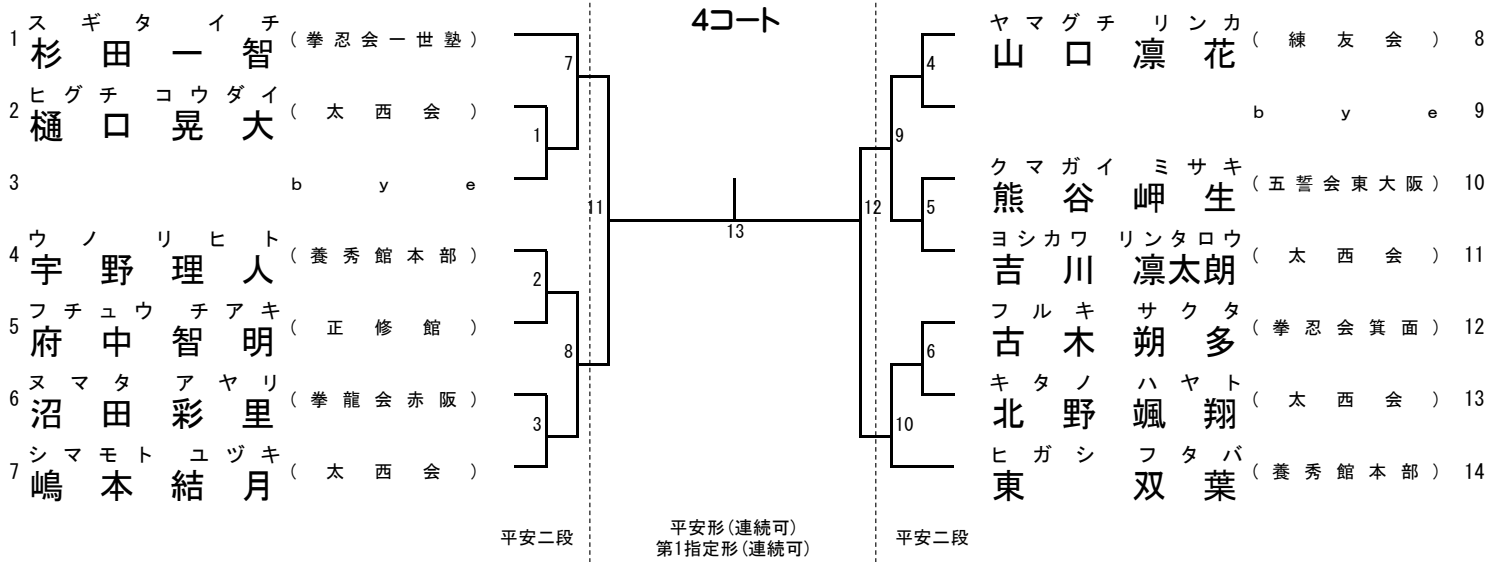 4コート
スギタ イチ
1 杉田一智 (拳忍会一世塾)
ヒグチ コウダイ
2 樋口晃大 (太西会)
3 bye
ウノ リヒト
4 宇野理人 (養秀館本部)
フチュウ チアキ
5 府中智明 (正修館)
ヌマタ アヤリ
6 沼田彩里 (拳龍会赤阪)
シマモト ユヅキ
7 嶋本結月 (太西会)
7
1
2
8
3
11
13
12
4
9
5
6
10
ヤマグチ リンカ
山口凛花 (練友会) 8
bye 9
クマガイ ミサキ
熊谷岬生 (五誓会東大阪) 10
ヨシカワ リンタロウ
吉川凛太朗 (太西会) 11
フルキ サクタ
古木朔多 (拳忍会箕面) 12
キタノ ハヤト
北野颯翔 (太西会) 13
ヒガシ フタバ
東双葉 (養秀館本部) 14
平安二段
平安形(連続可)
第1指定形(連続可)
平安二段